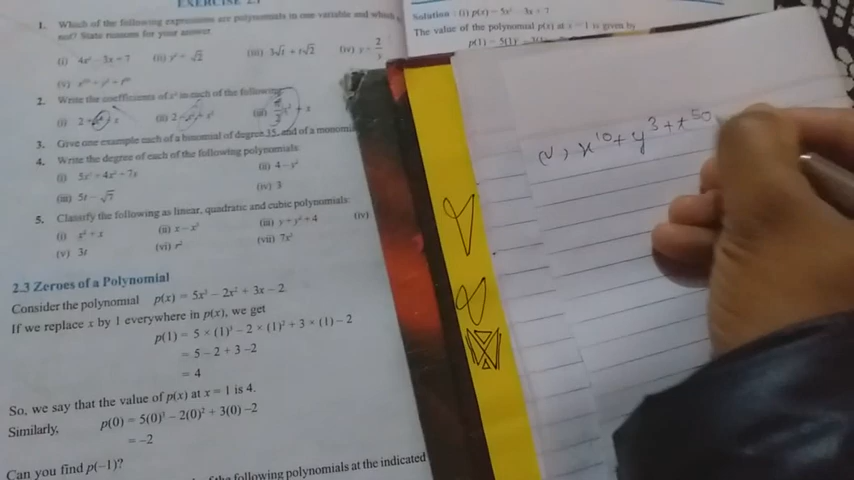 EXERCISE 2.1
1. Which of the following expressions are polynomials in one variable and which
not? State reasons for your answer.
(i) 4x² – 3x + 7 (ii) y² + √2 (iii) 3√t + t√2 (iv) y + 2/y
(v) x¹⁰ + y³ + t⁵⁰
2. Write the coefficients of x² in each of the following:
(i) 2 + x² + x (ii) 2 – x² + x³
3. Give one example each of a binomial of degree 35, and of a monomial
4. Write the degree of each of the following polynomials:
(i) 5x³ + 4x² + 7x (ii) 4 – y²
(iii) 5t – √7 (iv) 3
5. Classify the following as linear, quadratic and cubic polynomials:
(i) x² + x (ii) x – x³ (iii) y + y² + 4 (iv)
(v) 3t (vi) r² (vii) 7x³
2.3 Zeroes of a Polynomial
Consider the polynomial p(x) = 5x³ – 2x² + 3x – 2
If we replace x by 1 everywhere in p(x), we get
p(1) = 5 × (1)³ – 2 × (1)² + 3 × (1) – 2
= 5 – 2 + 3 –2
= 4
So, we say that the value of p(x) at x = 1 is 4.
Similarly, p(0) = 5(0)³ – 2(0)² + 3(0) –2
= –2
Can you find p(–1)?
of the following polynomials at the indicated
Solution : (i) p(x) = 5x² – 3x + 7
The value of the polynomial p(x) at x = 1 is given by
(v), x¹⁰ + y³ + t⁵⁰